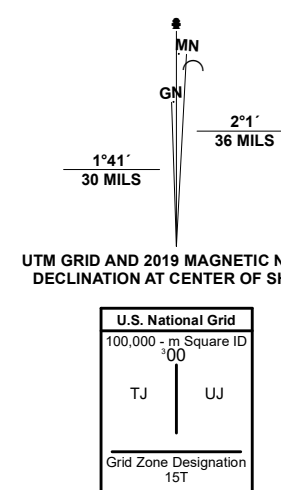 MN
GN
2°1´
36 MILS
1°41´
30 MILS
UTM GRID AND 2019 MAGNETIC
DECLINATION AT CENTER OF
U.S. National Grid
100,000 - m Square ID
³00
TJ UJ
Grid Zone Designation
15T